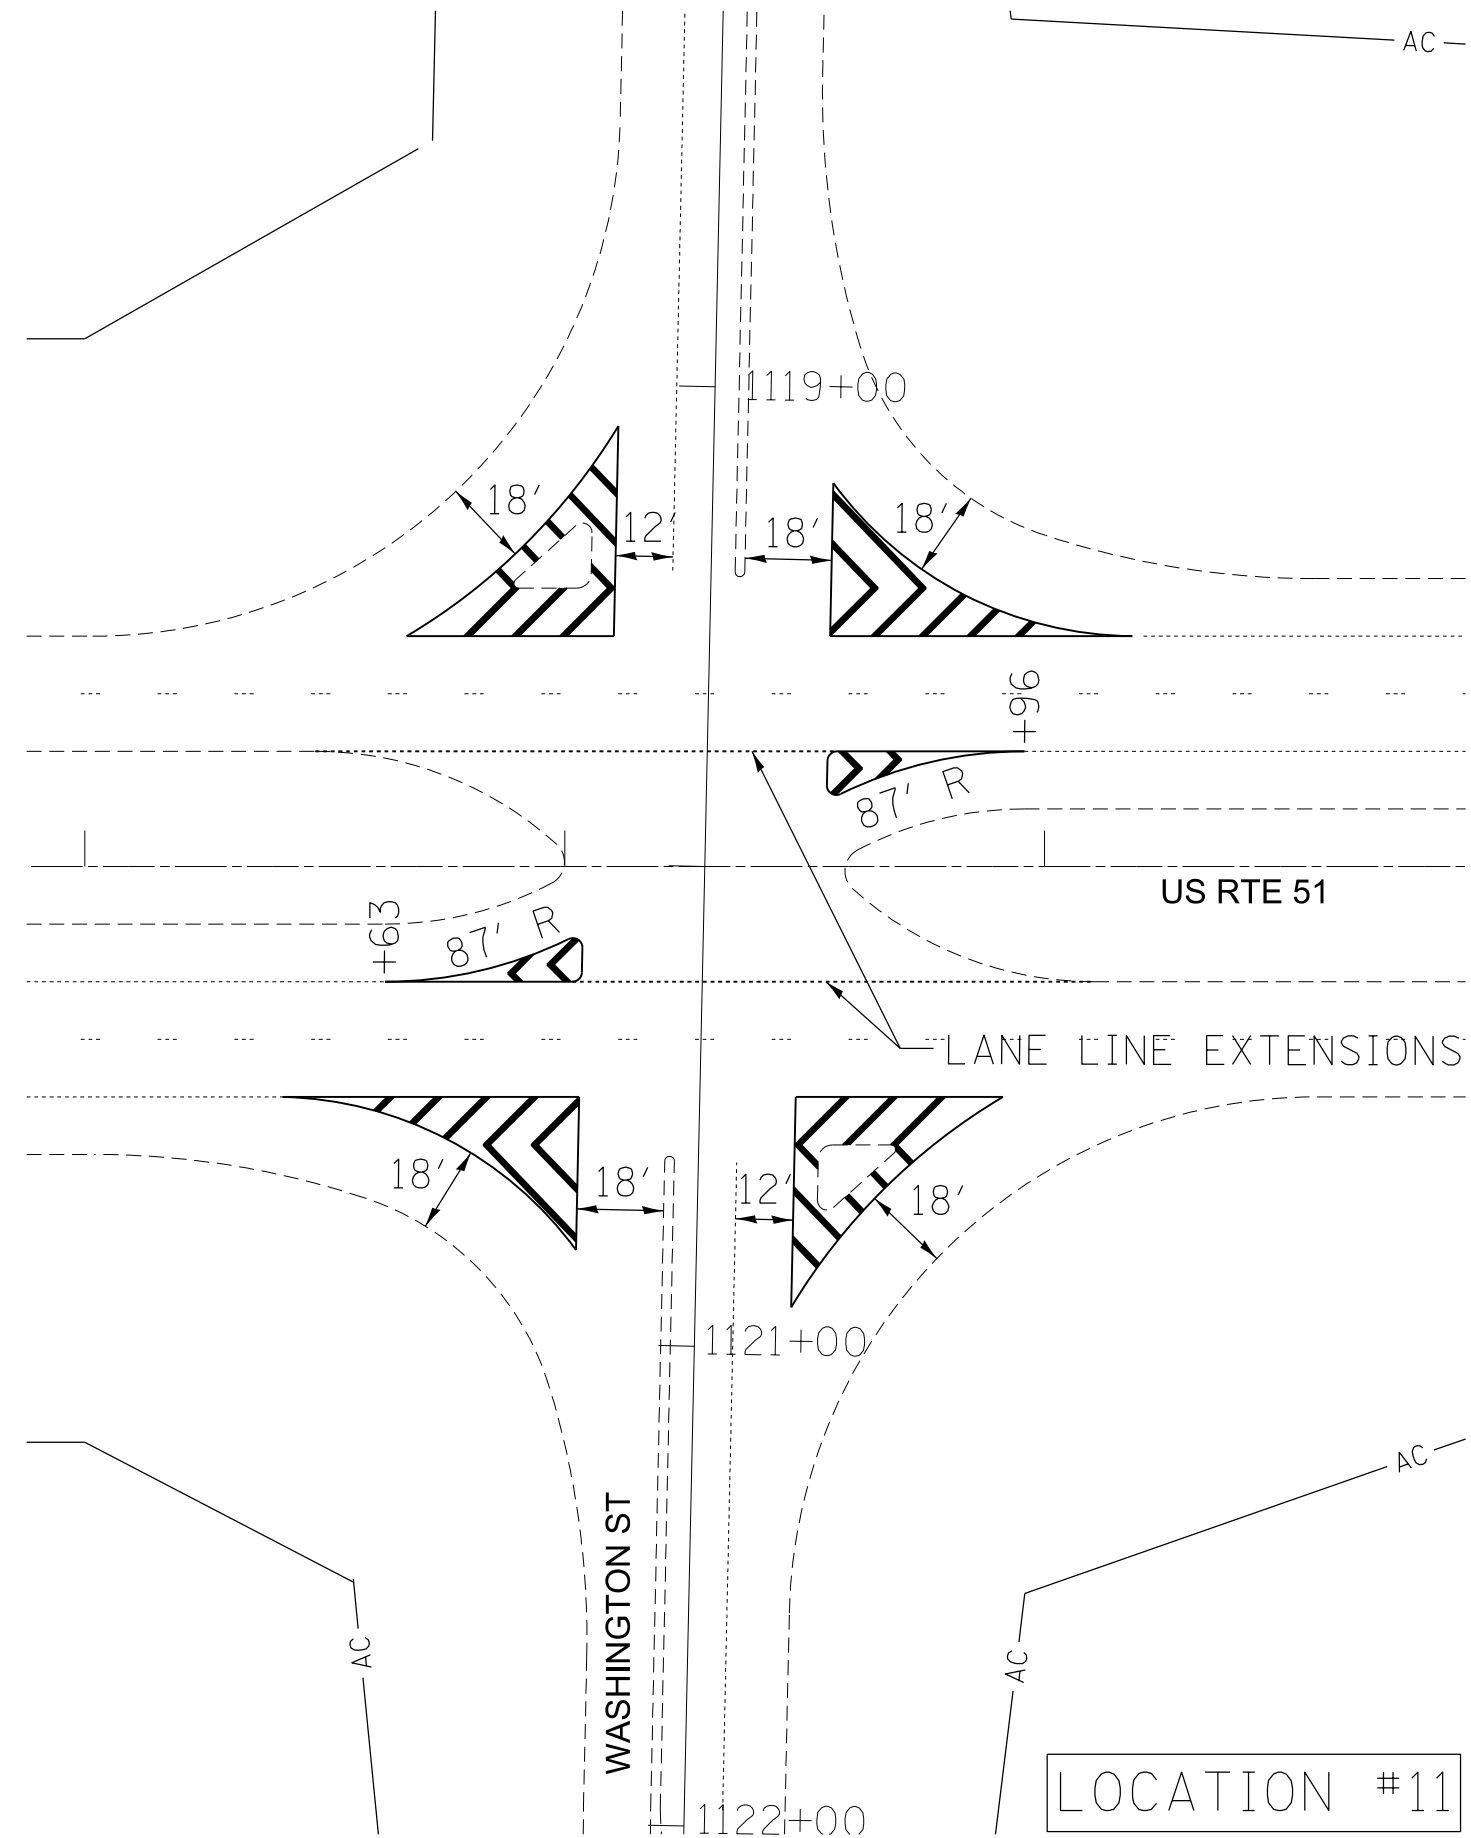 AC
1119+00
18'
12'
18'
18'
+96
87' R
US RTE 51
+63
87' R
LANE LINE EXTENSIONS
18'
18'
12'
18'
1121+00
AC
WASHINGTON ST
AC
AC
LOCATION #11
1122+00